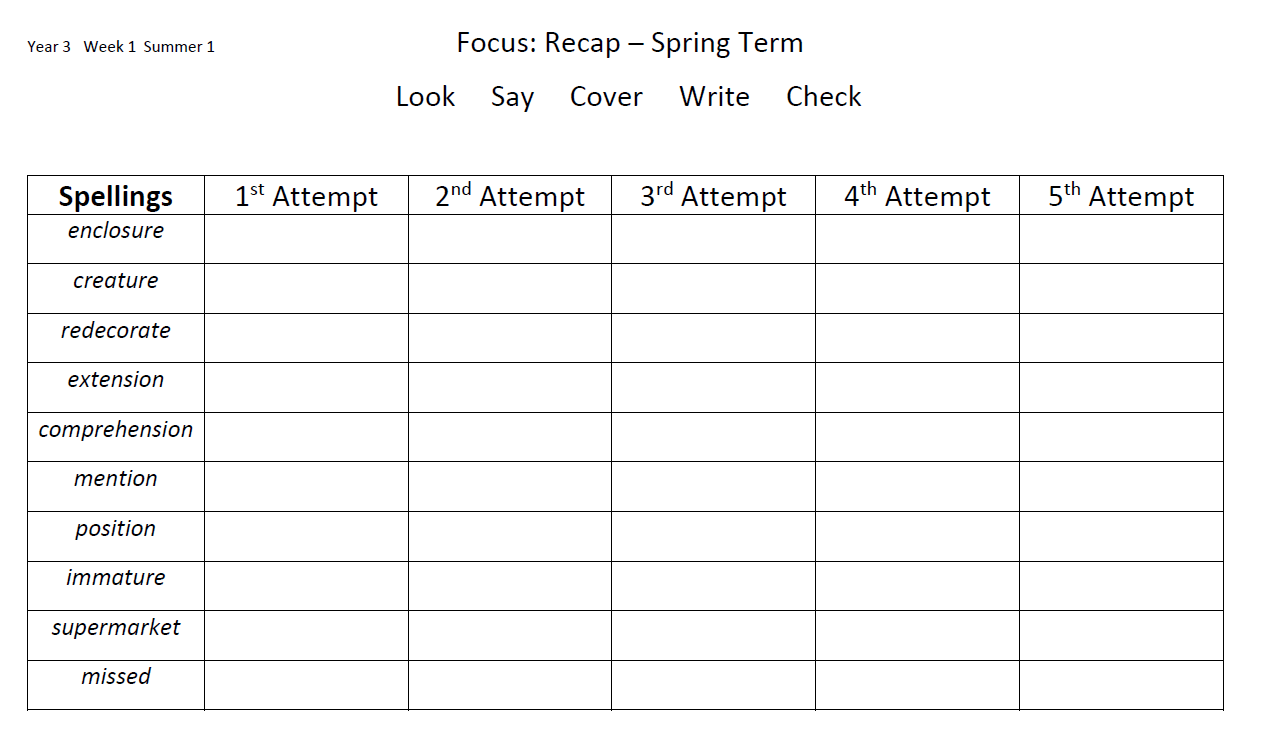 Year 3 Week 1 Summer 1
Focus: Recap – Spring Term
Look Say Cover Write Check
Spellings 1st Attempt 2nd Attempt 3rd Attempt 4th Attempt 5th Attempt
enclosure
creature
redecorate
extension
comprehension
mention
position
immature
supermarket
missed